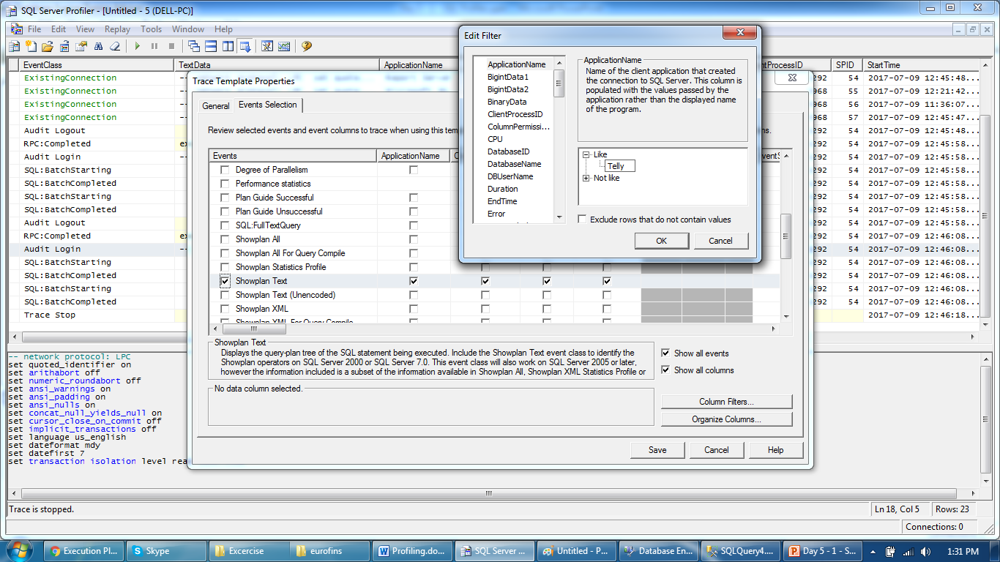 SQL Server Profiler - [Untitled - 5 (DELL-PC)]
File Edit View Replay Tools Window Help
EventClass TextData ApplicationName ntProcessID SPID StartTime
ExistingConnection 292 54 2017-07-09 12:45:48...
ExistingConnection 968 55 2017-07-09 12:21:42...
ExistingConnection 968 56 2017-07-09 11:36:07...
ExistingConnection 968 57 2017-07-09 12:45:47...
Audit Logout 292 54 2017-07-09 12:45:58...
RPC:Completed 292 54 2017-07-09 12:45:58...
Audit Login -- 292 54 2017-07-09 12:45:58...
SQL:BatchStarting 292 54 2017-07-09 12:45:58...
SQL:BatchCompleted 292 54 2017-07-09 12:45:58...
SQL:BatchStarting 292 54 2017-07-09 12:45:58...
SQL:BatchCompleted 292 54 2017-07-09 12:45:58...
Audit Logout 292 54 2017-07-09 12:45:58...
RPC:Completed 292 54 2017-07-09 12:46:08...
Audit Login -- 292 54 2017-07-09 12:46:08...
SQL:BatchStarting 292 54 2017-07-09 12:46:08...
SQL:BatchCompleted 292 54 2017-07-09 12:46:08...
SQL:BatchStarting 292 54 2017-07-09 12:46:08...
SQL:BatchCompleted 292 54 2017-07-09 12:46:08...
Trace Stop 2017-07-09 12:46:18...
Trace Template Properties
General Events Selection
Review selected events and event columns to trace when using this tem
ns.
Events ApplicationName C ventS
Degree of Parallelism
Performance statistics
Plan Guide Successful
Plan Guide Unsuccessful
SQL:FullTextQuery
Showplan All
Showplan All For Query Compile
Showplan Statistics Profile
Showplan Text
Showplan Text (Unencoded)
Showplan XML
Showplan XML For Query Compile
Showplan Text
Displays the query-plan tree of the SQL statement being executed. Include the Showplan Text event class to identify the
Showplan operators on SQL Server 2000 or SQL Server 7.0. This event class will also work on SQL Server 2005 or later,
however the information included is a subset of the information available in Showplan All, Showplan XML Statistics Profile or
No data column selected.
Show all events
Show all columns
Column Filters...
Organize Columns...
Save Cancel Help
Edit Filter
ApplicationName
BigintData1
BigintData2
BinaryData
ClientProcessID
ColumnPermissi...
CPU
DatabaseID
DatabaseName
DBUserName
Duration
EndTime
Error
ApplicationName
Name of the client application that created
the connection to SQL Server. This column is
populated with the values passed by the
application rather than the displayed name
of the program.
Like
Telly
Not like
Exclude rows that do not contain values
OK Cancel
-- network protocol: LPC
set quoted_identifier on
set arithabort off
set numeric_roundabort off
set ansi_warnings on
set ansi_padding on
set ansi_nulls on
set concat_null_yields_null on
set cursor_close_on_commit off
set implicit_transactions off
set language us_english
set dateformat mdy
set datefirst 7
set transaction isolation level rea
Trace is stopped. Ln 18, Col 5 Rows: 23
Connections: 0
Execution Pl... Skype Excercise eurofins Profiling.do... SQL Server ... Untitled - P... Database En... SQLQuery4.... Day 5 - 1 - S... 1:31 PM